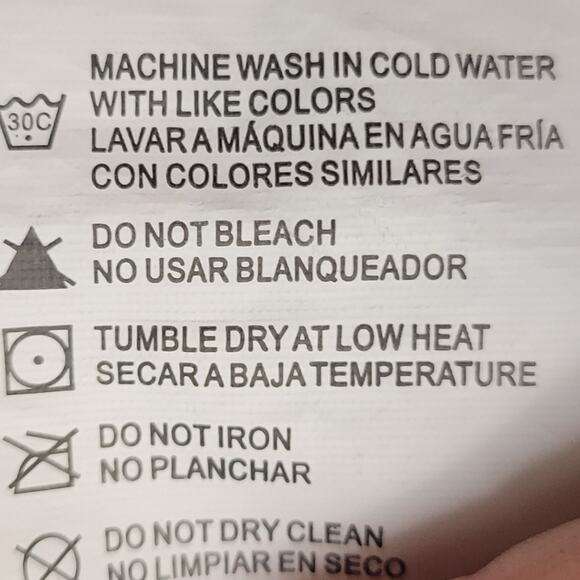 MACHINE WASH IN COLD WATER
30C WITH LIKE COLORS
LAVAR A MÁQUINA EN AGUA FRÍA
CON COLORES SIMILARES
DO NOT BLEACH
NO USAR BLANQUEADOR
TUMBLE DRY AT LOW HEAT
SECAR A BAJA TEMPERATURE
DO NOT IRON
NO PLANCHAR
DO NOT DRY CLEAN
NO LIMPIAR EN SECO